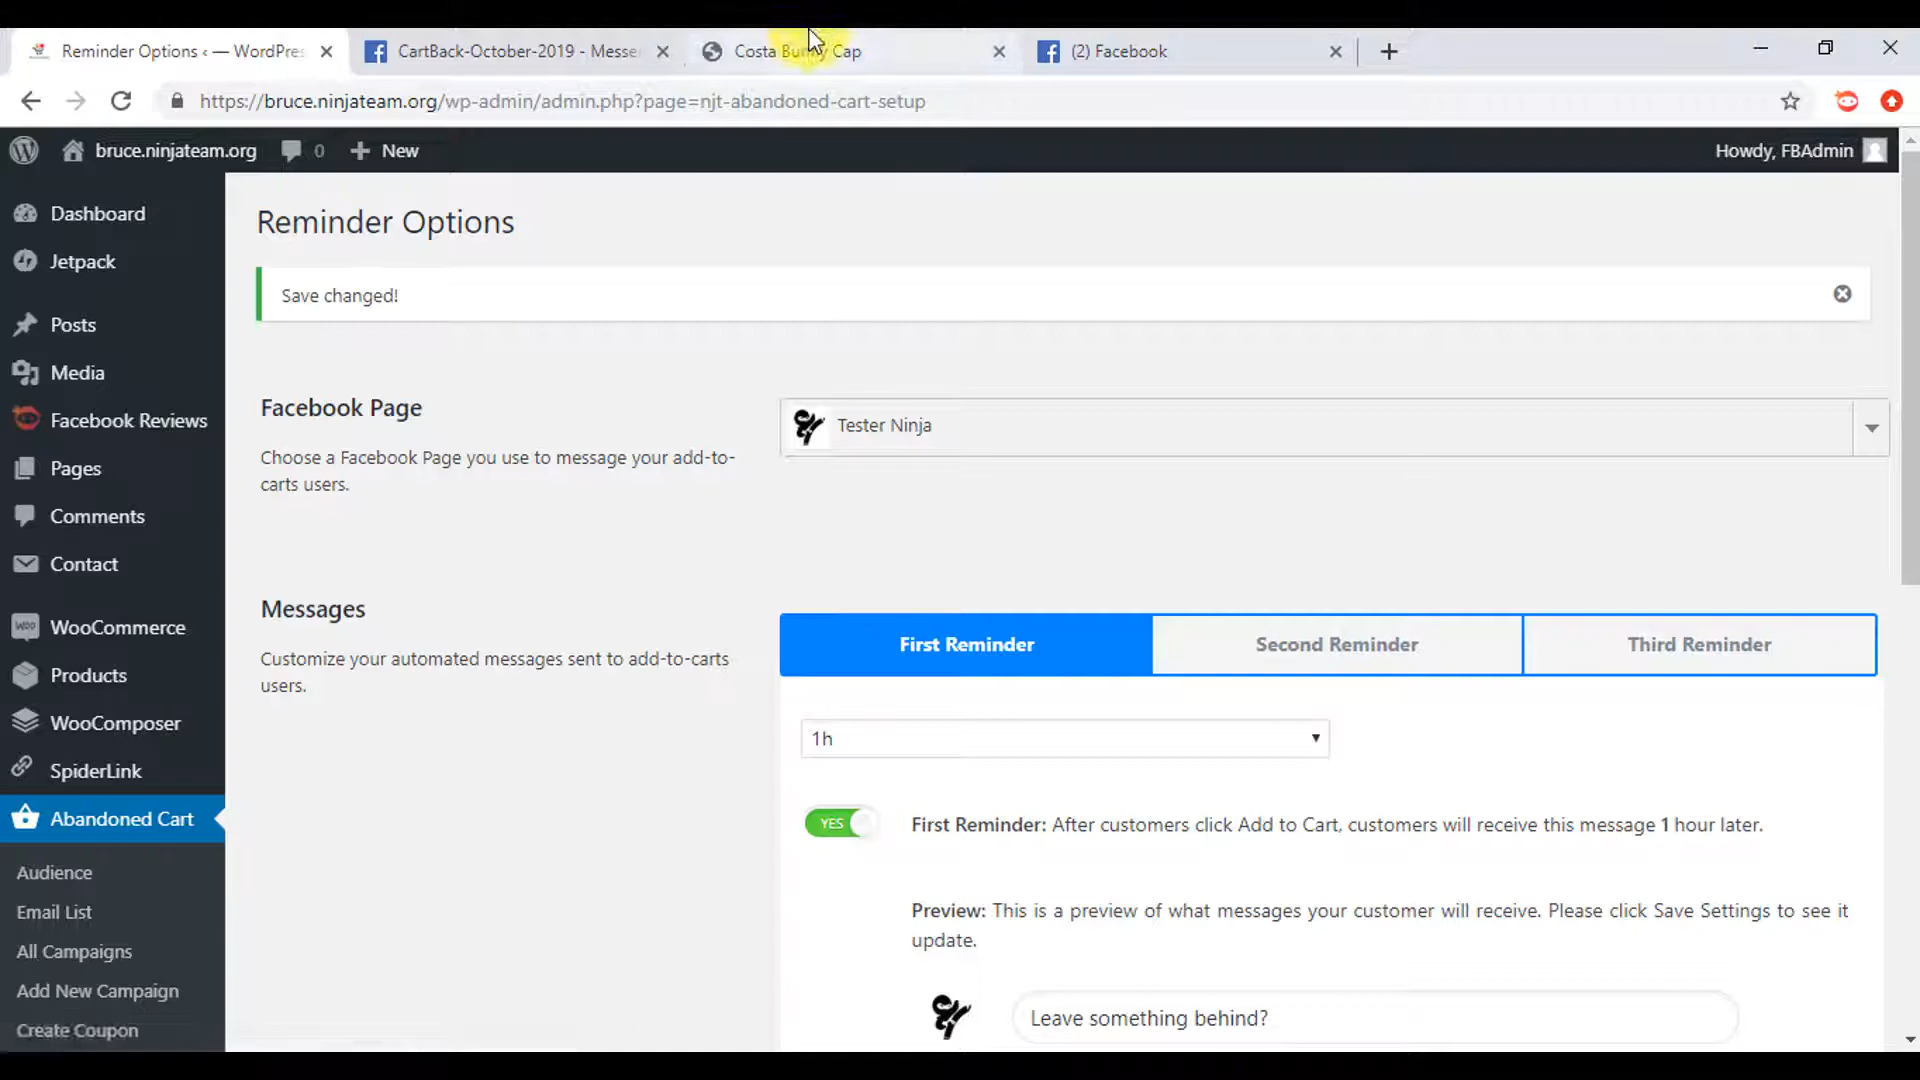 Reminder Options ‹ — WordPres
CartBack-October-2019 - Messe
Costa Bunny Cap
(2) Facebook
https://bruce.ninjateam.org/wp-admin/admin.php?page=njt-abandoned-cart-setup
bruce.ninjateam.org
0
New
Howdy, FBAdmin
Dashboard
Jetpack
Posts
Media
Facebook Reviews
Pages
Comments
Contact
WooCommerce
Products
WooComposer
SpiderLink
Abandoned Cart
Audience
Email List
All Campaigns
Add New Campaign
Create Coupon
Reminder Options
Save changed!
Facebook Page
Choose a Facebook Page you use to message your add-to-
carts users.
Tester Ninja
Messages
Customize your automated messages sent to add-to-carts
users.
First Reminder
Second Reminder
Third Reminder
1h
YES
First Reminder: After customers click Add to Cart, customers will receive this message 1 hour later.
Preview: This is a preview of what messages your customer will receive. Please click Save Settings to see it
update.
Leave something behind?